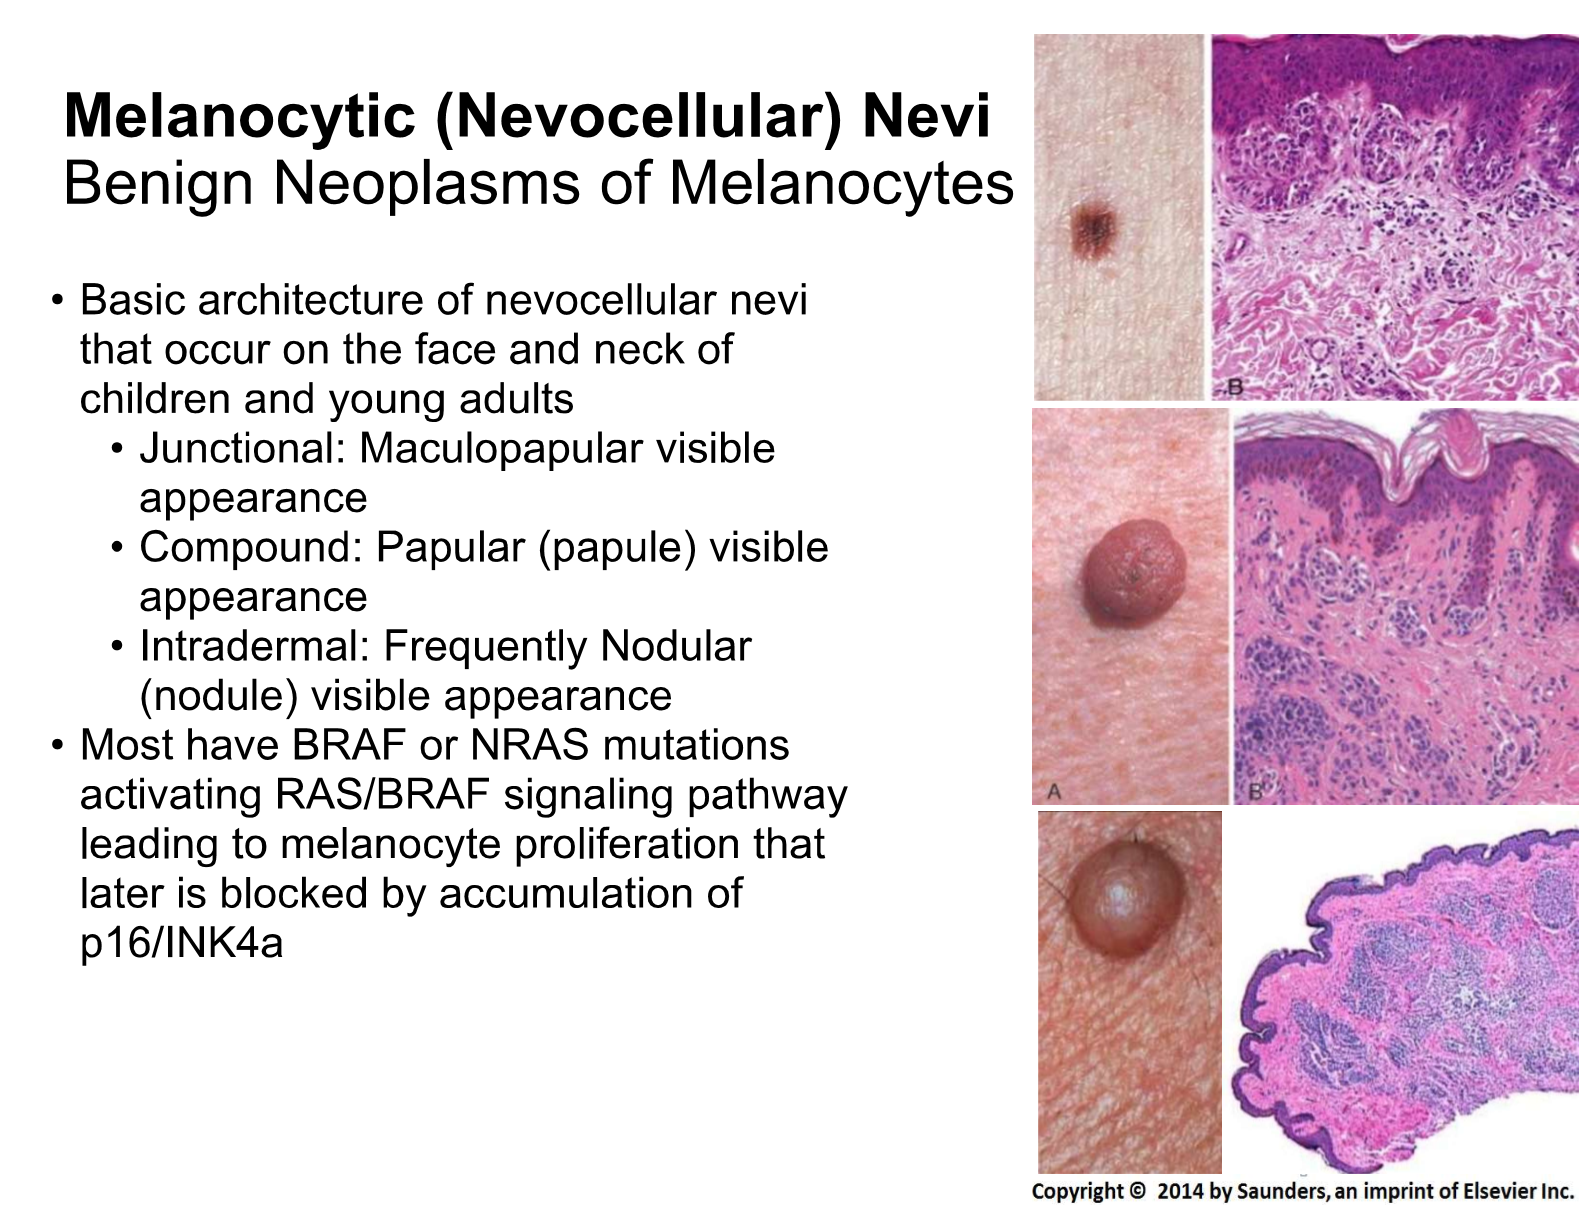 Melanocytic (Nevocellular) Nevi
Benign Neoplasms of Melanocytes
• Basic architecture of nevocellular nevi
that occur on the face and neck of
children and young adults
• Junctional: Maculopapular visible
appearance
• Compound: Papular (papule) visible
appearance
• Intradermal: Frequently Nodular
(nodule) visible appearance
• Most have BRAF or NRAS mutations
activating RAS/BRAF signaling pathway
leading to melanocyte proliferation that
later is blocked by accumulation of
p16/INK4a
B
A
B
Copyright © 2014 by Saunders, an imprint of Elsevier Inc.